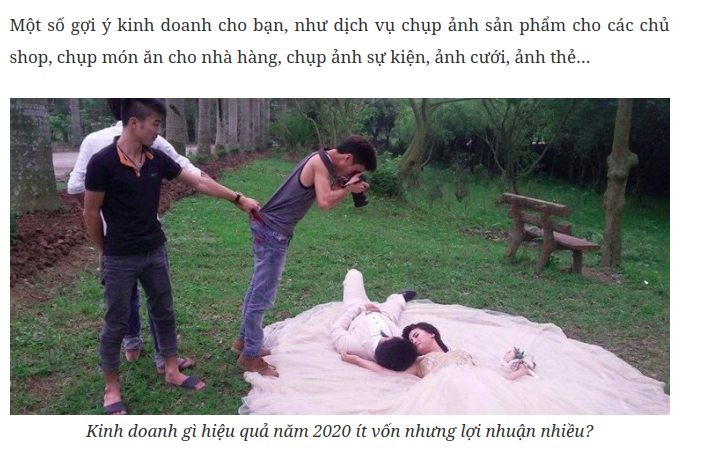 Một số gợi ý kinh doanh cho bạn, như dịch vụ chụp ảnh sản phẩm cho các chủ
shop, chụp món ăn cho nhà hàng, chụp ảnh sự kiện, ảnh cưới, ảnh thẻ...
Kinh doanh gì hiệu quả năm 2020 ít vốn nhưng lợi nhuận nhiều?